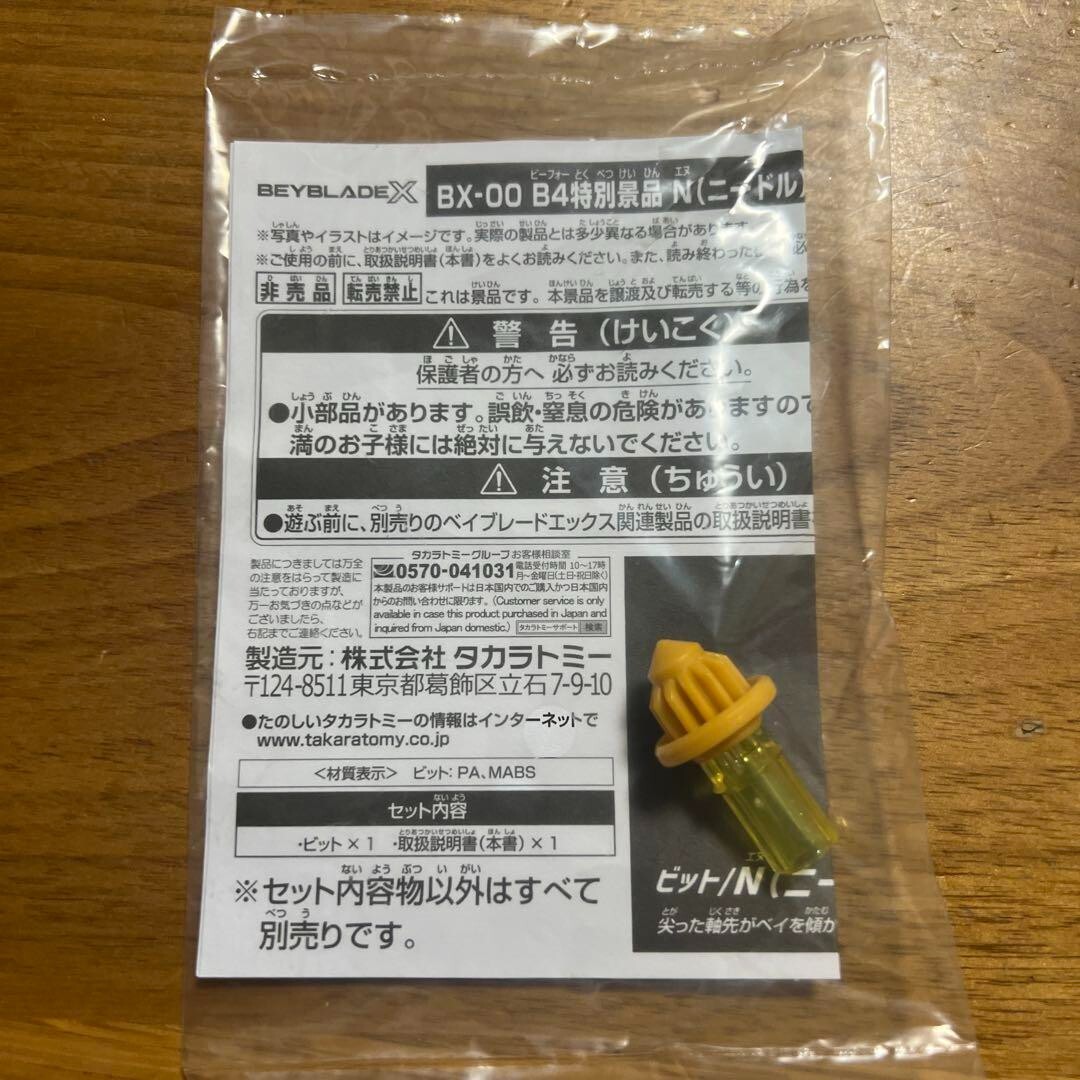 BEYBLADE X
BX-00 B4特別景品 N(ニードル)
※写真やイラストはイメージです。実際の製品とは多少異なる場合があります
※ご使用の前に、取扱説明書(本書)をよくお読みください。また、読み終わった
非売品 転売禁止 これは景品です。本景品を譲渡及び転売する等の行為を
⚠ 警告(けいこく)
保護者の方へ 必ずお読みください。
●小部品があります。誤飲・窒息の危険がありますので
満のお子様には絶対に与えないでください。
⚠ 注意(ちゅうい)
●遊ぶ前に、別売りのベイブレードエックス関連製品の取扱説明書
製品につきましては万全
の注意をはらって製造に
当たっておりますが、
万一お気づきの点などが
ございましたら、
右記までご連絡ください。
タカラトミーグループお客様相談室
0570-041031 電話受付時間 10〜17時
月〜金曜日(土日・祝日除く)
本製品のお客様サポートは日本国内でのご購入かつ日本国内
からのお問い合わせに限ります。(Customer service is only
available in case this product purchased in Japan and
inquired from Japan domestic.) タカラトミーサポート 検索
製造元:株式会社 タカラトミー
〒124-8511東京都葛飾区立石7-9-10
●たのしいタカラトミーの情報はインターネットで
www.takaratomy.co.jp
<材質表示> ビット:PA、MABS
セット内容
・ビット×1 ・取扱説明書(本書)×1
※セット内容物以外はすべて
別売りです。
ビット/N(ニー
尖った軸先がベイを傾か